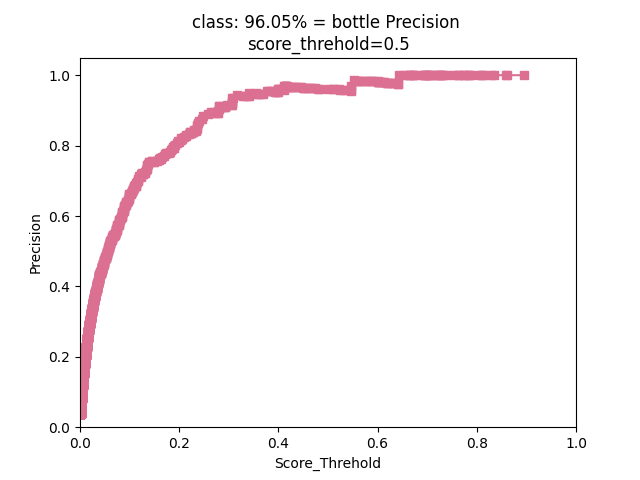 class: 96.05% = bottle Precision
score_threhold=0.5
1.0
0.8
0.6
0.4
0.2
0.0
Precision
0.0 0.2 0.4 0.6 0.8 1.0
Score_Threhold